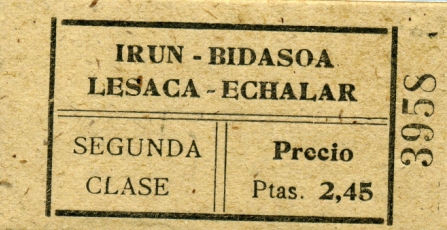 IRUN - BIDASOA
LESACA - ECHALAR
SEGUNDA
CLASE
Precio
Ptas. 2,45
3958